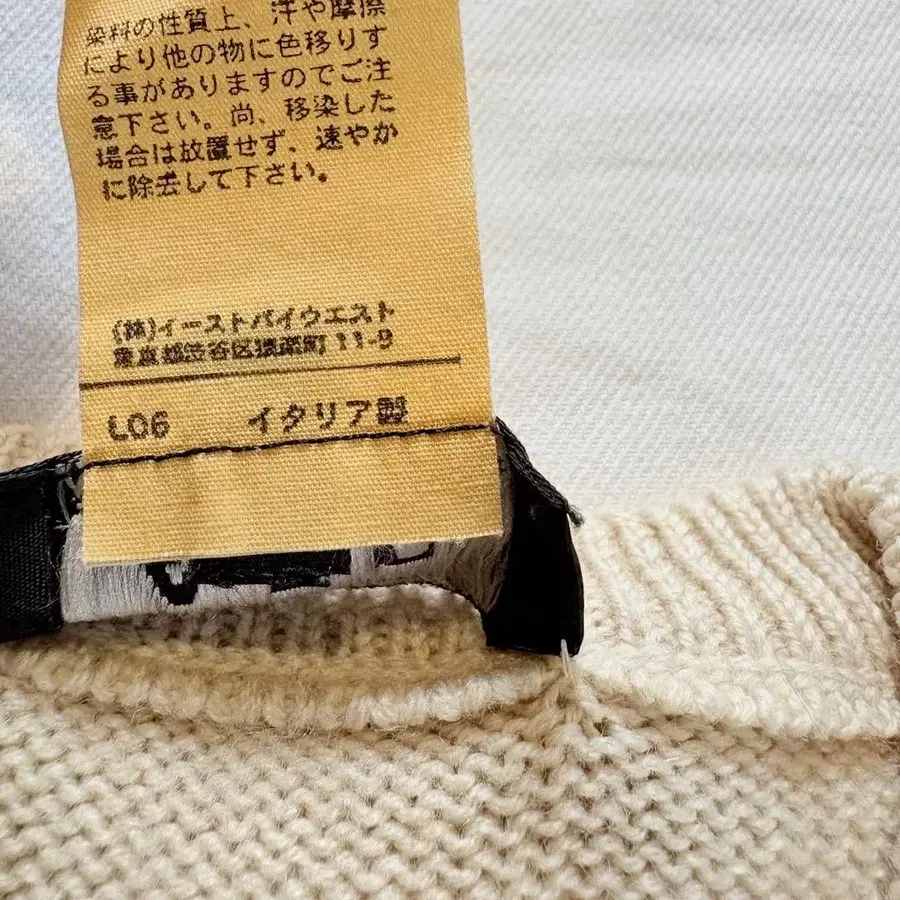 染料の性質上、汗や摩擦
により他の物に色移りす
る事がありますのでご注
意下さい。尚、移染した
場合は放置せず、速やか
に除去して下さい。
(株)イーストバイウエスト
東京都渋谷区猿楽町 11-9
L06 イタリア製